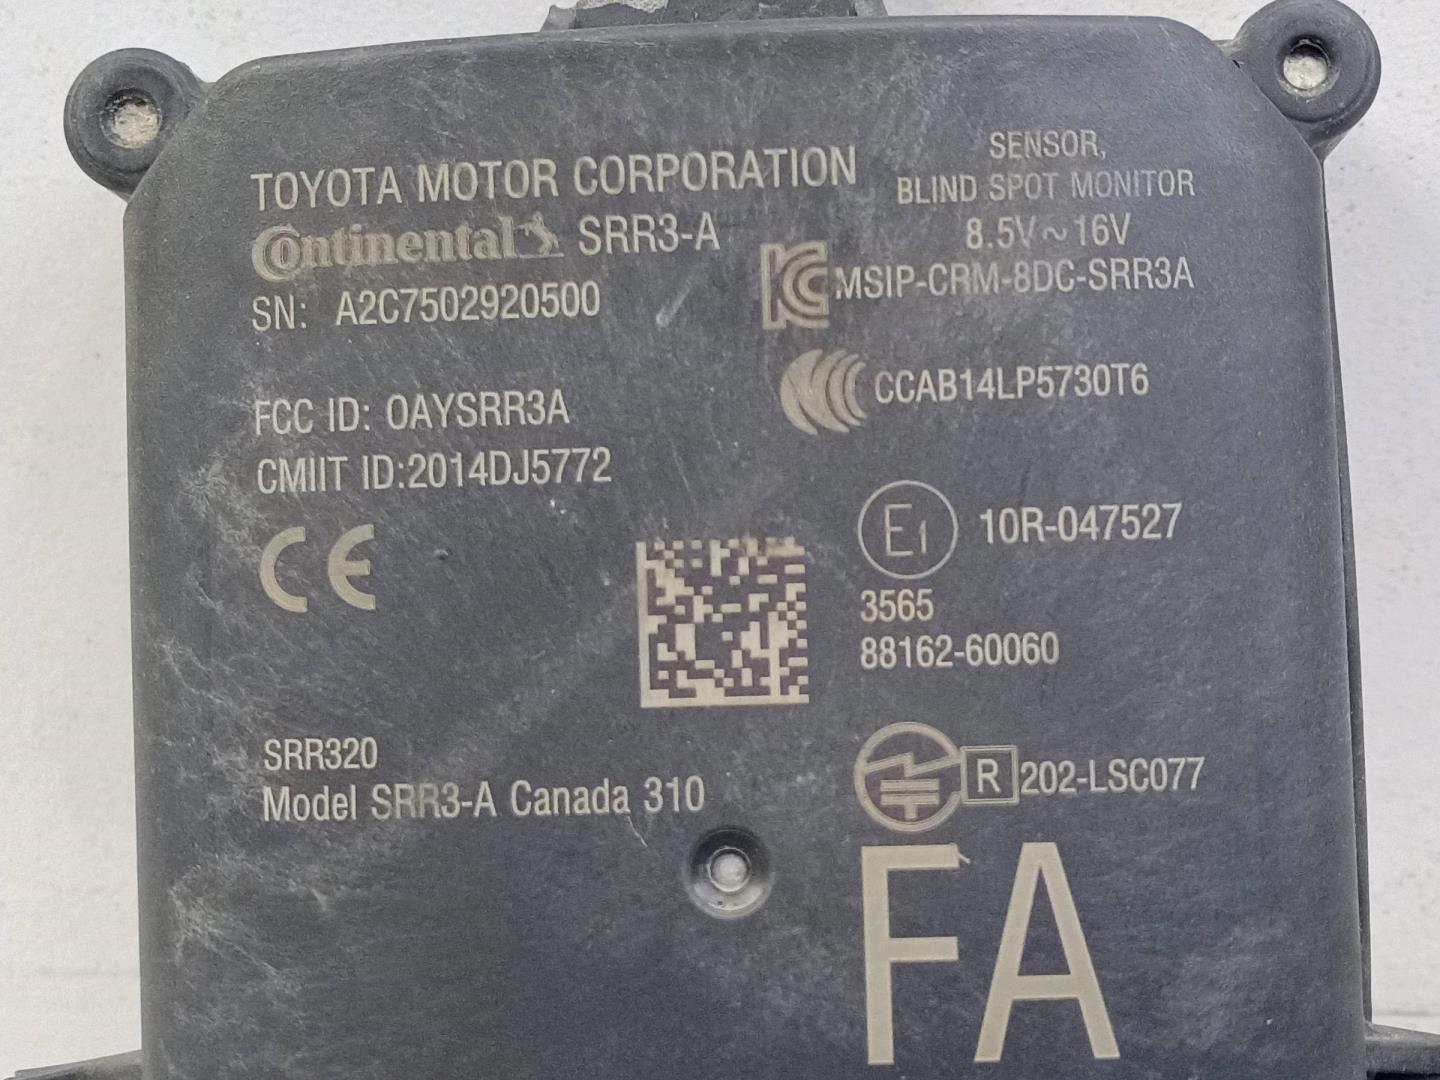 TOYOTA MOTOR CORPORATION
Continental SRR3-A
SN: A2C7502920500
FCC ID: OAYSRR3A
CMIIT ID:2014DJ5772
CE
SRR320
Model SRR3-A Canada 310
SENSOR,
BLIND SPOT MONITOR
8.5V~16V
MSIP-CRM-8DC-SRR3A
CCAB14LP5730T6
E1 10R-047527
3565
88162-60060
R 202-LSC077
FA